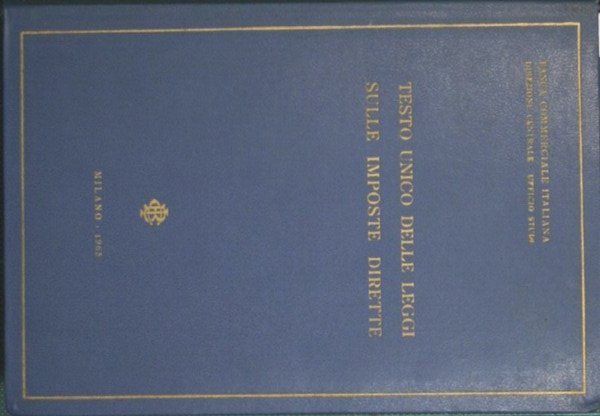 BANCA COMMERCIALE ITALIANA
DIREZIONE CENTRALE UFFICIO STUDI
TESTO UNICO DELLE LEGGI
SULLE IMPOSTE DIRETTE
MILANO - 1962